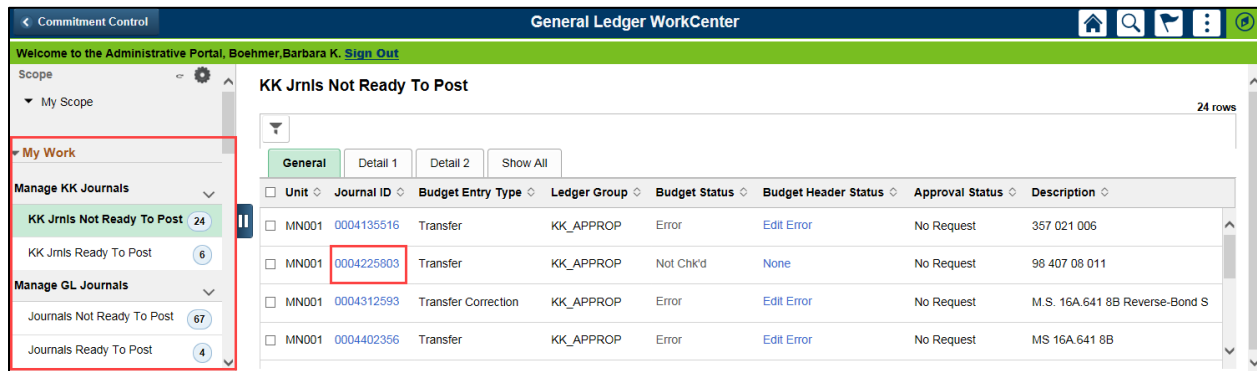 Commitment Control
General Ledger WorkCenter
Welcome to the Administrative Portal, Boehmer,Barbara K. Sign Out
Scope
My Scope
My Work
Manage KK Journals
KK Jrnls Not Ready To Post 24
KK Jrnls Ready To Post 6
Manage GL Journals
Journals Not Ready To Post 67
Journals Ready To Post 4
KK Jrnls Not Ready To Post
24 rows
General Detail 1 Detail 2 Show All
Unit Journal ID Budget Entry Type Ledger Group Budget Status Budget Header Status Approval Status Description
MN001 0004135516 Transfer KK_APPROP Error Edit Error No Request 357 021 006
MN001 0004225803 Transfer KK_APPROP Not Chk'd None No Request 98 407 08 011
MN001 0004312593 Transfer Correction KK_APPROP Error Edit Error No Request M.S. 16A.641 8B Reverse-Bond S
MN001 0004402356 Transfer KK_APPROP Error Edit Error No Request MS 16A.641 8B